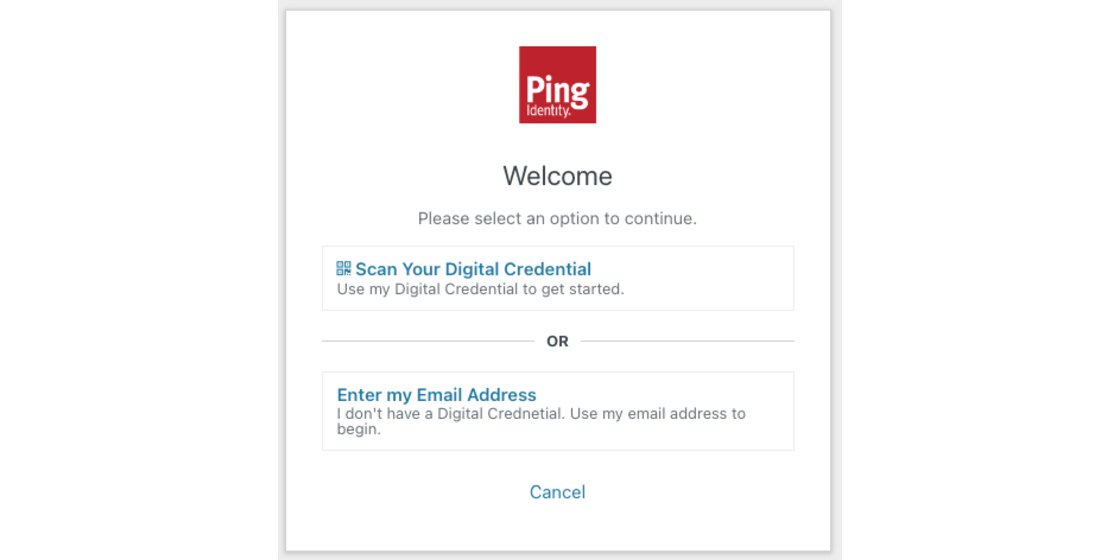 Ping
Identity.
Welcome
Please select an option to continue.
Scan Your Digital Credential
Use my Digital Credential to get started.
OR
Enter my Email Address
I don't have a Digital Crednetial. Use my email address to
begin.
Cancel